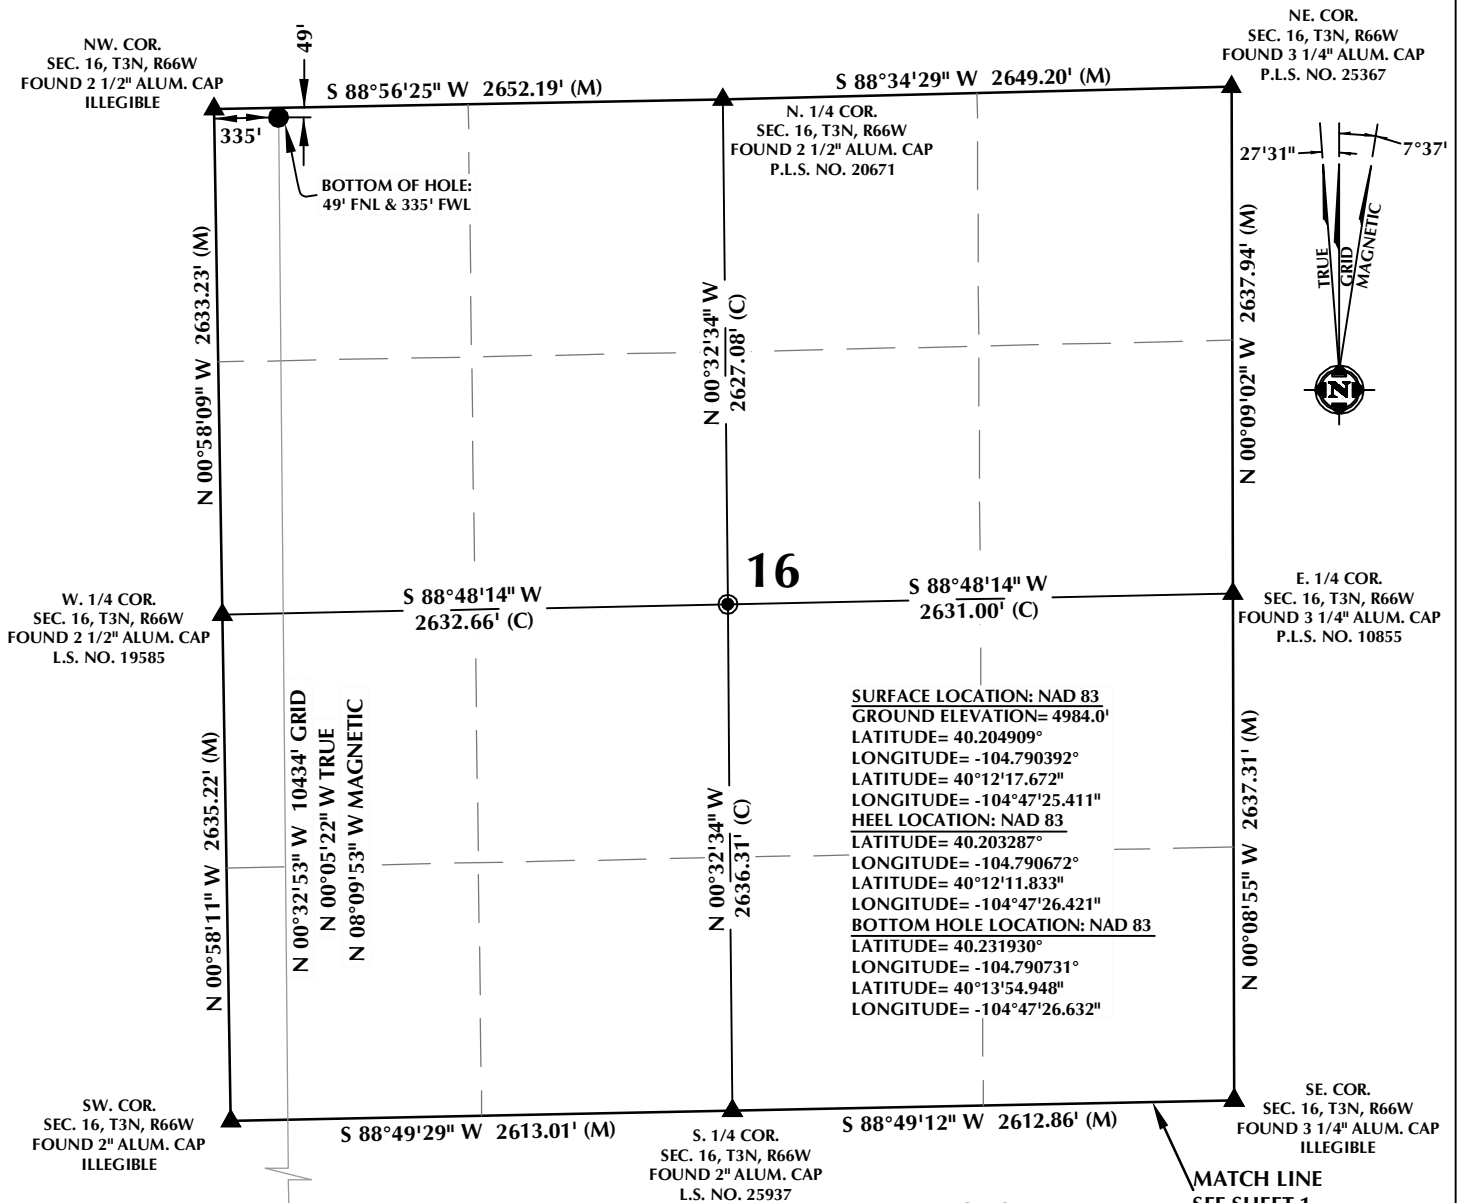 NW. COR.
SEC. 16, T3N, R66W
FOUND 2 1/2" ALUM. CAP
ILLEGIBLE
49'
S 88°56'25" W 2652.19' (M)
S 88°34'29" W 2649.20' (M)
NE. COR.
SEC. 16, T3N, R66W
FOUND 3 1/4" ALUM. CAP
P.L.S. NO. 25367
335'
BOTTOM OF HOLE:
49' FNL & 335' FWL
N. 1/4 COR.
SEC. 16, T3N, R66W
FOUND 2 1/2" ALUM. CAP
P.L.S. NO. 20671
27'31"
7°37'
TRUE
GRID
MAGNETIC
N
N 00°58'09" W 2633.23' (M)
N 00°32'34" W
2627.08' (C)
N 00°09'02" W 2637.94' (M)
16
W. 1/4 COR.
SEC. 16, T3N, R66W
FOUND 2 1/2" ALUM. CAP
L.S. NO. 19585
S 88°48'14" W
2632.66' (C)
S 88°48'14" W
2631.00' (C)
E. 1/4 COR.
SEC. 16, T3N, R66W
FOUND 3 1/4" ALUM. CAP
P.L.S. NO. 10855
N 00°58'11" W 2635.22' (M)
N 00°32'53" W 10434' GRID
N 00°05'22" W TRUE
N 08°09'53" W MAGNETIC
N 00°32'34" W
2636.31' (C)
SURFACE LOCATION: NAD 83
GROUND ELEVATION= 4984.0'
LATITUDE= 40.204909°
LONGITUDE= -104.790392°
LATITUDE= 40°12'17.672"
LONGITUDE= -104°47'25.411"
HEEL LOCATION: NAD 83
LATITUDE= 40.203287°
LONGITUDE= -104.790672°
LATITUDE= 40°12'11.833"
LONGITUDE= -104°47'26.421"
BOTTOM HOLE LOCATION: NAD 83
LATITUDE= 40.231930°
LONGITUDE= -104.790731°
LATITUDE= 40°13'54.948"
LONGITUDE= -104°47'26.632"
N 00°08'55" W 2637.31' (M)
SW. COR.
SEC. 16, T3N, R66W
FOUND 2" ALUM. CAP
ILLEGIBLE
S 88°49'29" W 2613.01' (M)
S. 1/4 COR.
SEC. 16, T3N, R66W
FOUND 2" ALUM. CAP
L.S. NO. 25937
S 88°49'12" W 2612.86' (M)
SE. COR.
SEC. 16, T3N, R66W
FOUND 3 1/4" ALUM. CAP
ILLEGIBLE
MATCH LINE
SEE SHEET 1